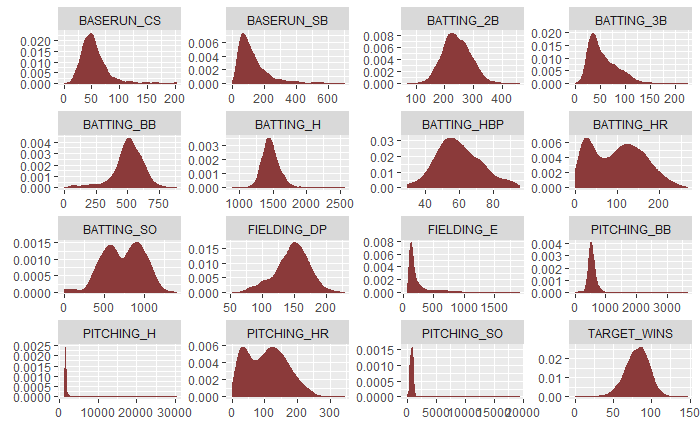 BASERUN_CS BASERUN_SB BATTING_2B BATTING_3B
0.020 0.015 0.010 0.005 0.000
0.006 0.004 0.002 0.000
0.008 0.006 0.004 0.002 0.000
0.020 0.015 0.010 0.005 0.000
0 50 100 150 200
0 200 400 600
100 200 300 400
0 50 100 150 200
BATTING_BB BATTING_H BATTING_HBP BATTING_HR
0.004 0.003 0.002 0.001 0.000
0.003 0.002 0.001 0.000
0.03 0.02 0.01 0.00
0.006 0.004 0.002 0.000
0 250 500 750
1000 1500 2000 2500
40 60 80
0 100 200
BATTING_SO FIELDING_DP FIELDING_E PITCHING_BB
0.0015 0.0010 0.0005 0.0000
0.015 0.010 0.005 0.000
0.008 0.006 0.004 0.002 0.000
0.004 0.003 0.002 0.001 0.000
0 500 1000
50 100 150 200
0 500 1000 1500
0 1000 2000 3000
PITCHING_H PITCHING_HR PITCHING_SO TARGET_WINS
0.0025 0.0020 0.0015 0.0010 0.0005 0.0000
0.006 0.004 0.002 0.000
0.0015 0.0010 0.0005 0.0000
0.02 0.01 0.00
0 10000 20000 30000
0 100 200 300
0 5000 10000 15000 20000
0 50 100 150